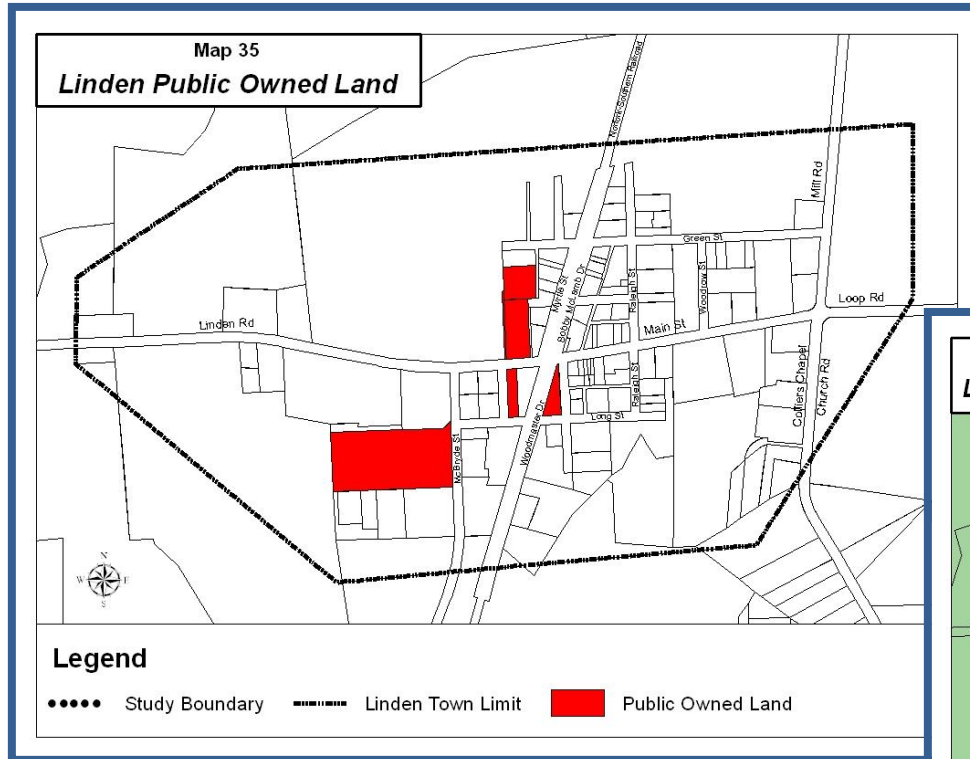 Map 35
Linden Public Owned Land
Norfolk-Southern Railroad
Mill Rd
Green St
Myrtle St
Bobby McLamb Dr
Raleigh St
Woodrow St
Loop Rd
Main St
Linden Rd
Raleigh St
Colliers Chapel
Church Rd
Long St
Woodmaster Dr
McBryde St
N
W
E
S
L
Legend
Study Boundary
Linden Town Limit
Public Owned Land